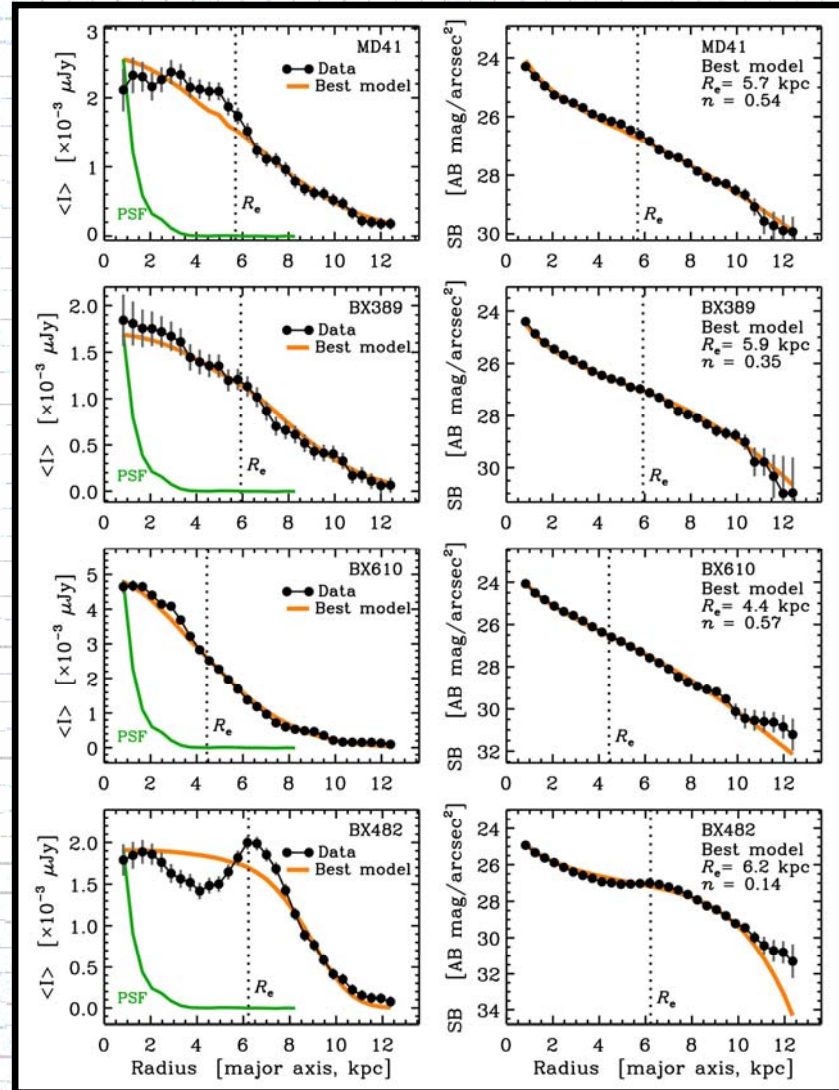 MD41
Data
Best model
PSF
R_e
<I> [×10⁻³ μJy]
3
2
1
0
0 2 4 6 8 10 12
MD41
Best model
R_e= 5.7 kpc
n = 0.54
R_e
SB [AB mag/arcsec²]
24
26
28
30
0 2 4 6 8 10 12
BX389
Data
Best model
PSF
R_e
<I> [×10⁻³ μJy]
2.0
1.5
1.0
0.5
0.0
0 2 4 6 8 10 12
BX389
Best model
R_e= 5.9 kpc
n = 0.35
R_e
SB [AB mag/arcsec²]
24
26
28
30
0 2 4 6 8 10 12
BX610
Data
Best model
PSF
R_e
<I> [×10⁻³ μJy]
5
4
3
2
1
0
0 2 4 6 8 10 12
BX610
Best model
R_e= 4.4 kpc
n = 0.57
R_e
SB [AB mag/arcsec²]
24
26
28
30
32
0 2 4 6 8 10 12
BX482
Data
Best model
PSF
R_e
<I> [×10⁻³ μJy]
2.0
1.5
1.0
0.5
0.0
0 2 4 6 8 10 12
Radius [major axis, kpc]
BX482
Best model
R_e= 6.2 kpc
n = 0.14
R_e
SB [AB mag/arcsec²]
24
26
28
30
32
34
0 2 4 6 8 10 12
Radius [major axis, kpc]